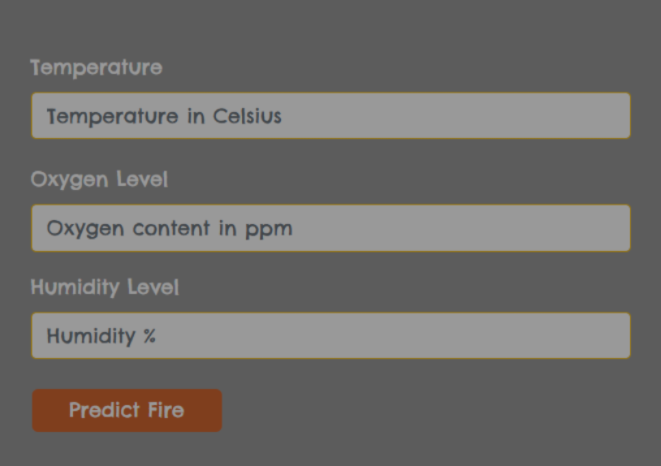 Temperature
Temperature in Celsius
Oxygen Level
Oxygen content in ppm
Humidity Level
Humidity %
Predict Fire